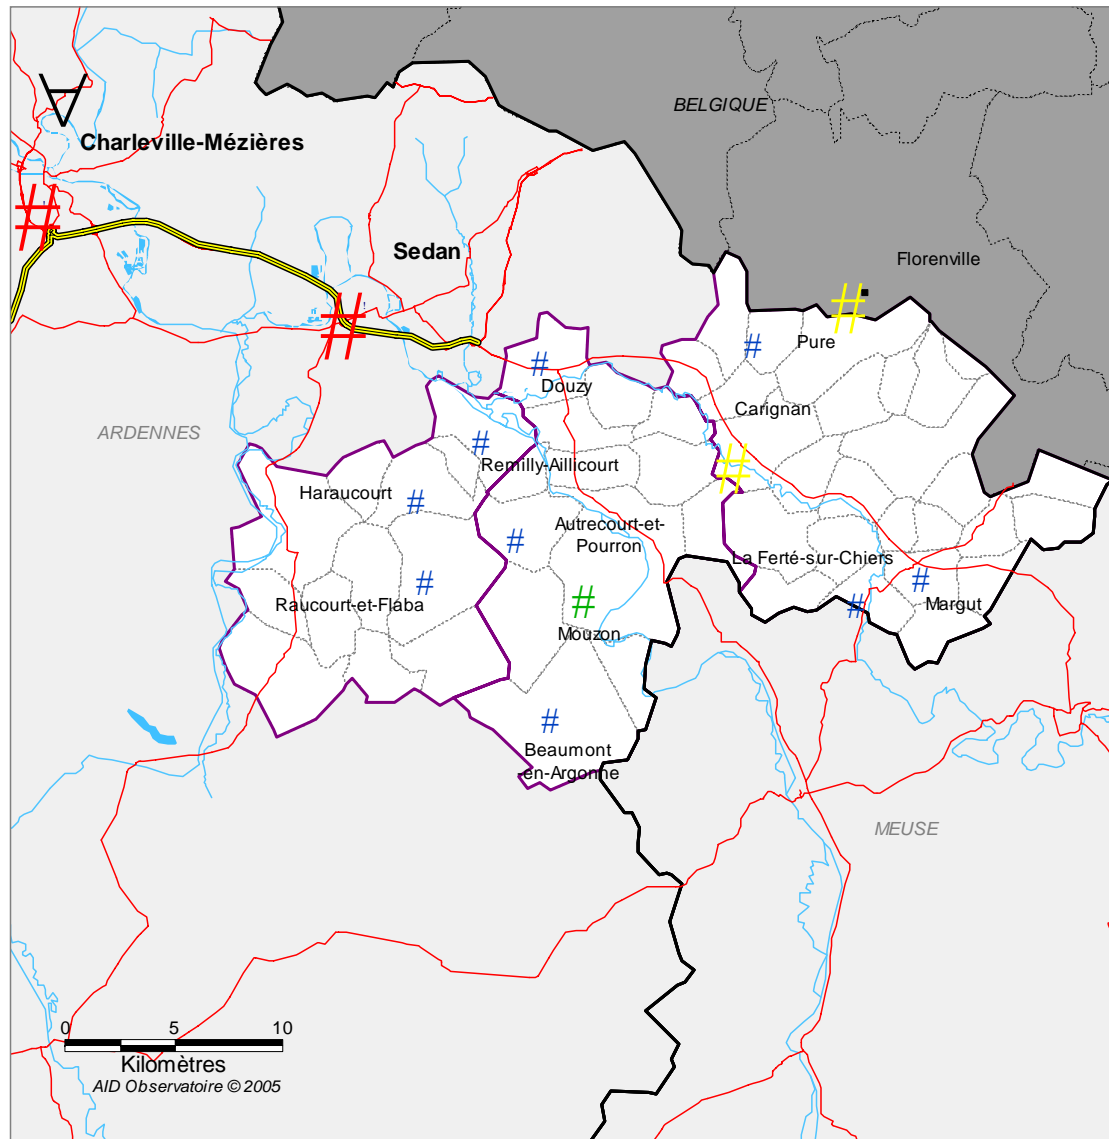 BELGIQUE
Charleville-Mézières
Sedan
Florenville
#
#
#
#
#
Pure
Douzy
Carignan
ARDENNES
#
Remilly-Aillicourt
#
Haraucourt
#
Autrecourt-et-
Pourron
#
La Ferté-sur-Chiers
#
#
Raucourt-et-Flaba
#
#
Margut
Mouzon
#
Beaumont
-en-Argonne
MEUSE
0 5 10
Kilomètres
AID Observatoire © 2005